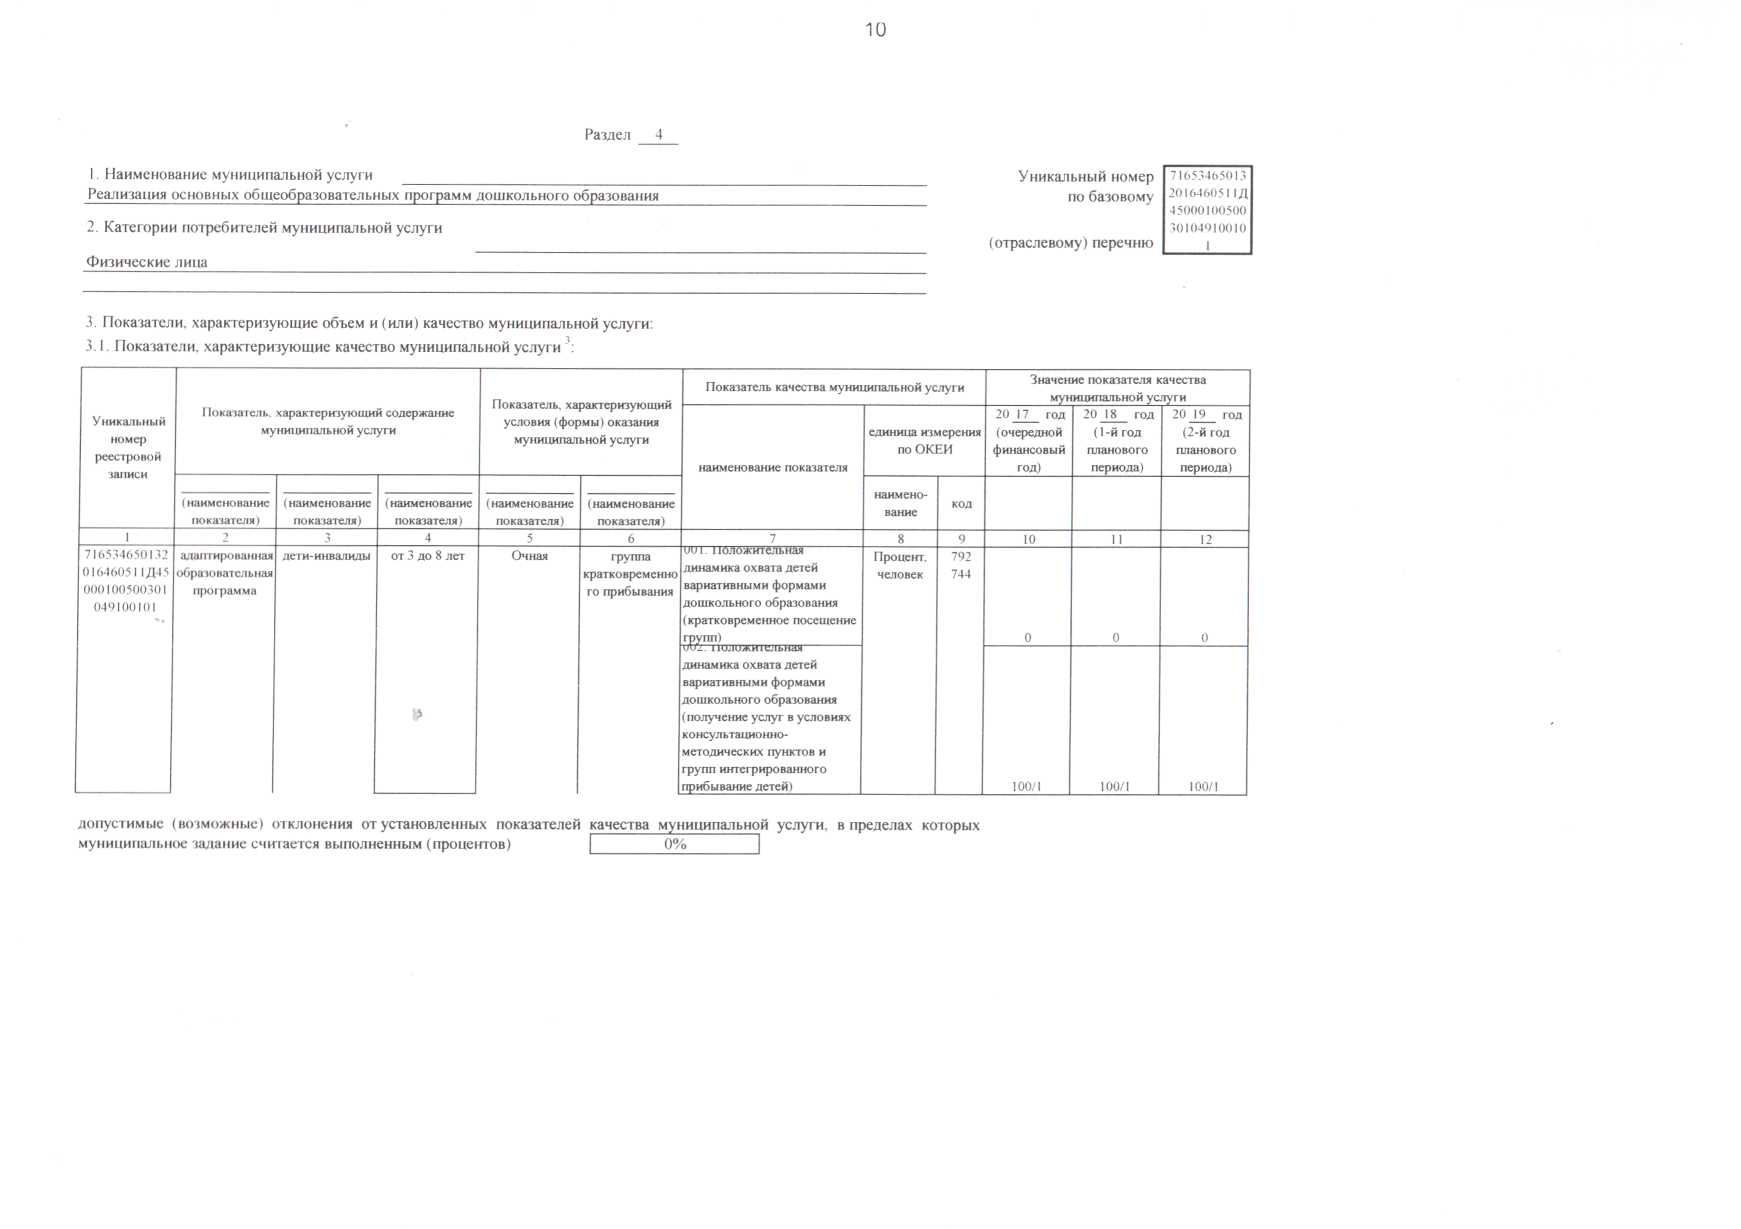 10
Раздел 4
1. Наименование муниципальной услуги
Реализация основных общеобразовательных программ дошкольного образования
2. Категории потребителей муниципальной услуги
Физические лица
Уникальный номер
по базовому
(отраслевому) перечню
71653465013
2016460511Д
45000100500
30104910010
1
3. Показатели, характеризующие объем и (или) качество муниципальной услуги:
3.1. Показатели, характеризующие качество муниципальной услуги 3:
Уникальный
номер
реестровой
записи
Показатель, характеризующий содержание
муниципальной услуги
Показатель, характеризующий
условия (формы) оказания
муниципальной услуги
Показатель качества муниципальной услуги
Значение показателя качества
муниципальной услуги
наименование показателя
единица измерения
по ОКЕИ
20 17 год
(очередной
финансовый
год)
20 18 год
(1-й год
планового
периода)
20 19 год
(2-й год
планового
периода)
(наименование
показателя)
(наименование
показателя)
(наименование
показателя)
(наименование
показателя)
(наименование
показателя)
наимено-
вание
код
1 2 3 4 5 6 7 8 9 10 11 12
716534650132
016460511Д45
000100500301
049100101
адаптированная
образовательная
программа
дети-инвалиды
от 3 до 8 лет
Очная
группа
кратковременно
го прибывания
001. Положительная
динамика охвата детей
вариативными формами
дошкольного образования
(кратковременное посещение
групп)
Процент,
человек
792
744
0 0 0
002. Положительная
динамика охвата детей
вариативными формами
дошкольного образования
(получение услуг в условиях
консультационно-
методических пунктов и
групп интегрированного
прибывание детей)
100/1 100/1 100/1
допустимые (возможные) отклонения от установленных показателей качества муниципальной услуги, в пределах которых
муниципальное задание считается выполненным (процентов) 0%